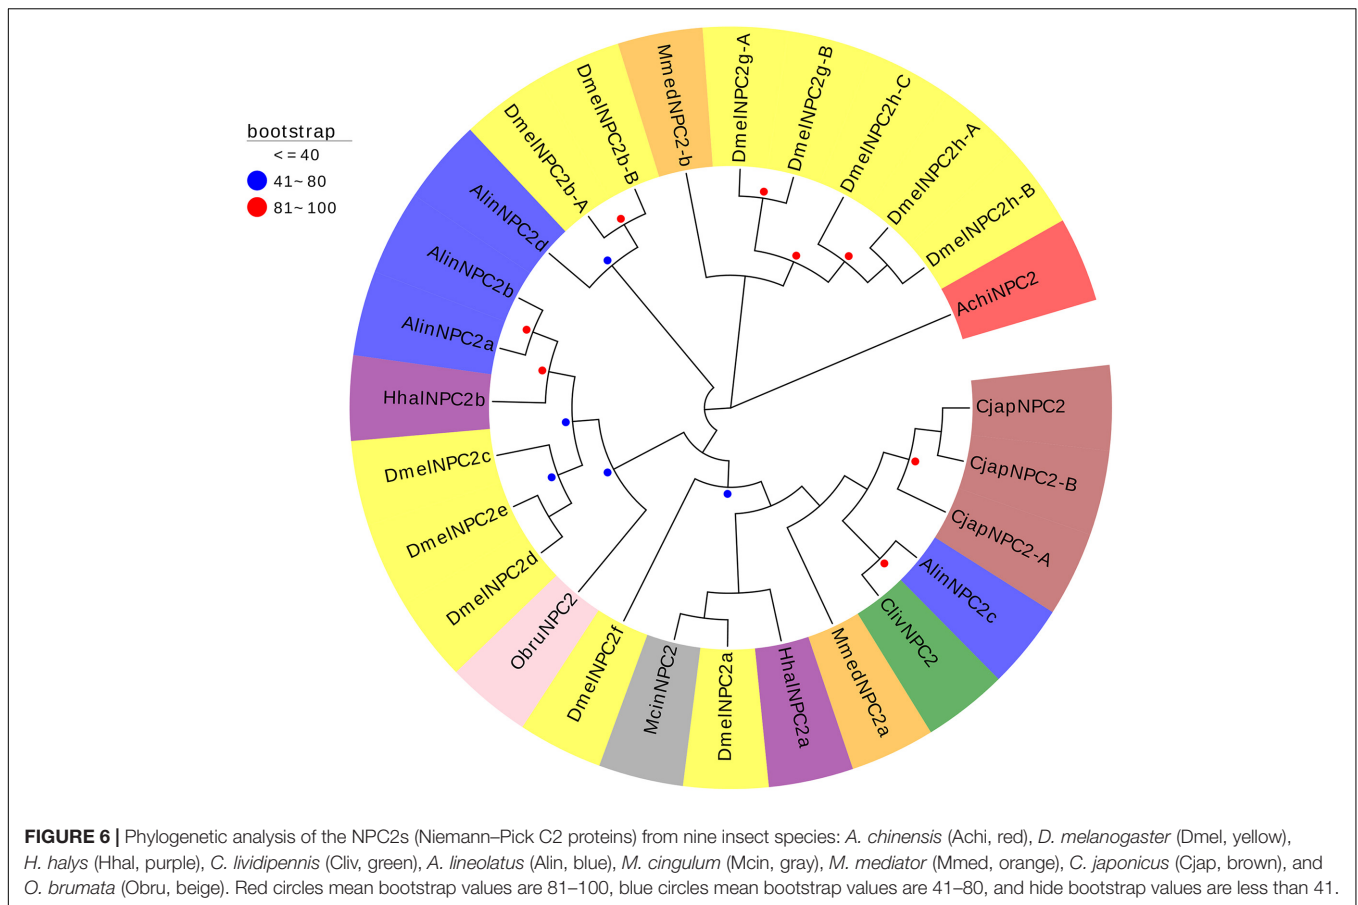 bootstrap
<=40
41~80
81~100
MmedNPC2-b
DmelNPC2g-A
DmelNPC2g-B
DmelNPC2h-C
DmelNPC2h-A
DmelNPC2h-B
AchiNPC2
CjapNPC2
CjapNPC2-B
CjapNPC2-A
AlinNPC2c
ClivNPC2
MmedNPC2a
HhalNPC2a
DmelNPC2a
McinNPC2
DmelNPC2f
ObruNPC2
DmelNPC2d
DmelNPC2e
DmelNPC2c
HhalNPC2b
AlinNPC2a
AlinNPC2b
AlinNPC2d
DmelNPC2b-A
DmelNPC2b-B
FIGURE 6 | Phylogenetic analysis of the NPC2s (Niemann–Pick C2 proteins) from nine insect species: A. chinensis (Achi, red), D. melanogaster (Dmel, yellow),
H. halys (Hhal, purple), C. lividipennis (Cliv, green), A. lineolatus (Alin, blue), M. cingulum (Mcin, gray), M. mediator (Mmed, orange), C. japonicus (Cjap, brown), and
O. brumata (Obru, beige). Red circles mean bootstrap values are 81–100, blue circles mean bootstrap values are 41–80, and hide bootstrap values are less than 41.